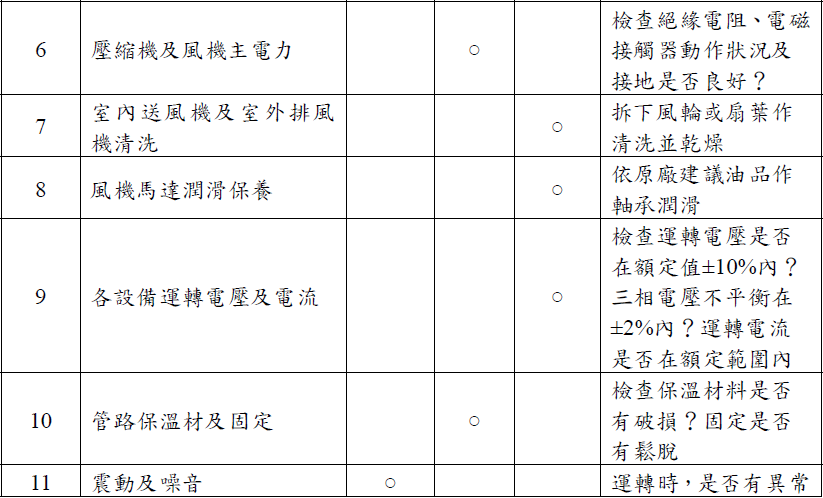 6 壓縮機及風機主電力 ○ 檢查絕緣電阻、電磁
接觸器動作狀況及
接地是否良好？
7 室內送風機及室外排風
機清洗 ○ 拆下風輪或扇葉作
清洗並乾燥
8 風機馬達潤滑保養 ○ 依原廠建議油品作
軸承潤滑
9 各設備運轉電壓及電流 ○ 檢查運轉電壓是否
在額定值±10%內？
三相電壓不平衡在
±2%內？運轉電流
是否在額定範圍內
10 管路保溫材及固定 ○ 檢查保溫材料是否
有破損？固定是否
有鬆脫
11 震動及噪音 ○ 運轉時，是否有異常